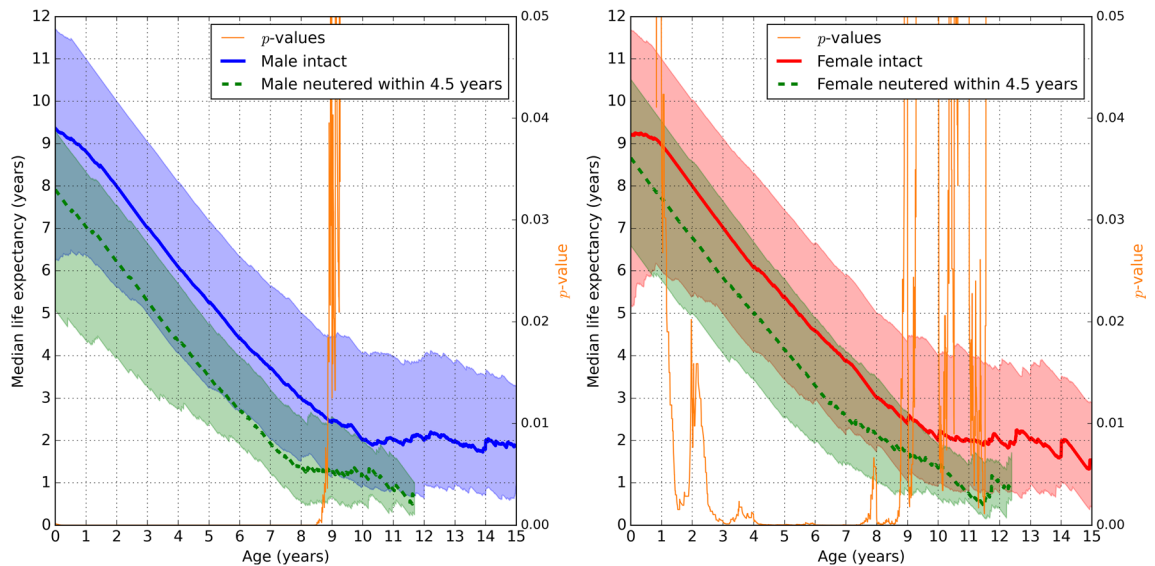 p-values
Male intact
Male neutered within 4.5 years
12
11
10
9
8
7
6
5
4
3
2
1
0
Median life expectancy (years)
0.05
0.04
0.03
0.02
0.01
0.00
p-value
0 1 2 3 4 5 6 7 8 9 10 11 12 13 14 15
Age (years)
p-values
Female intact
Female neutered within 4.5 years
12
11
10
9
8
7
6
5
4
3
2
1
0
Median life expectancy (years)
0.05
0.04
0.03
0.02
0.01
0.00
p-value
0 1 2 3 4 5 6 7 8 9 10 11 12 13 14 15
Age (years)